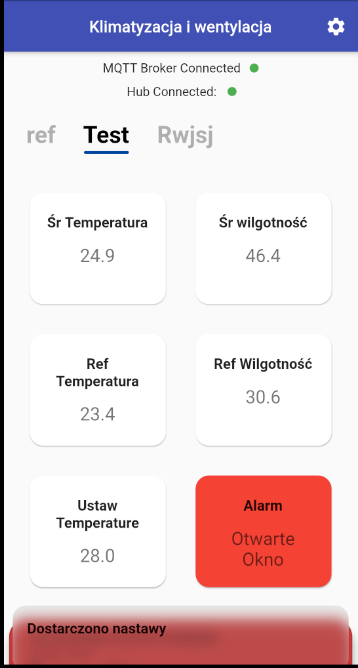 Klimatyzacja i wentylacja
MQTT Broker Connected
Hub Connected:
ref Test Rwjsj
Śr Temperatura
24.9
Śr wilgotność
46.4
Ref
Temperatura
23.4
Ref Wilgotność
30.6
Ustaw
Temperature
28.0
Alarm
Otwarte
Okno
Dostarczono nastawy